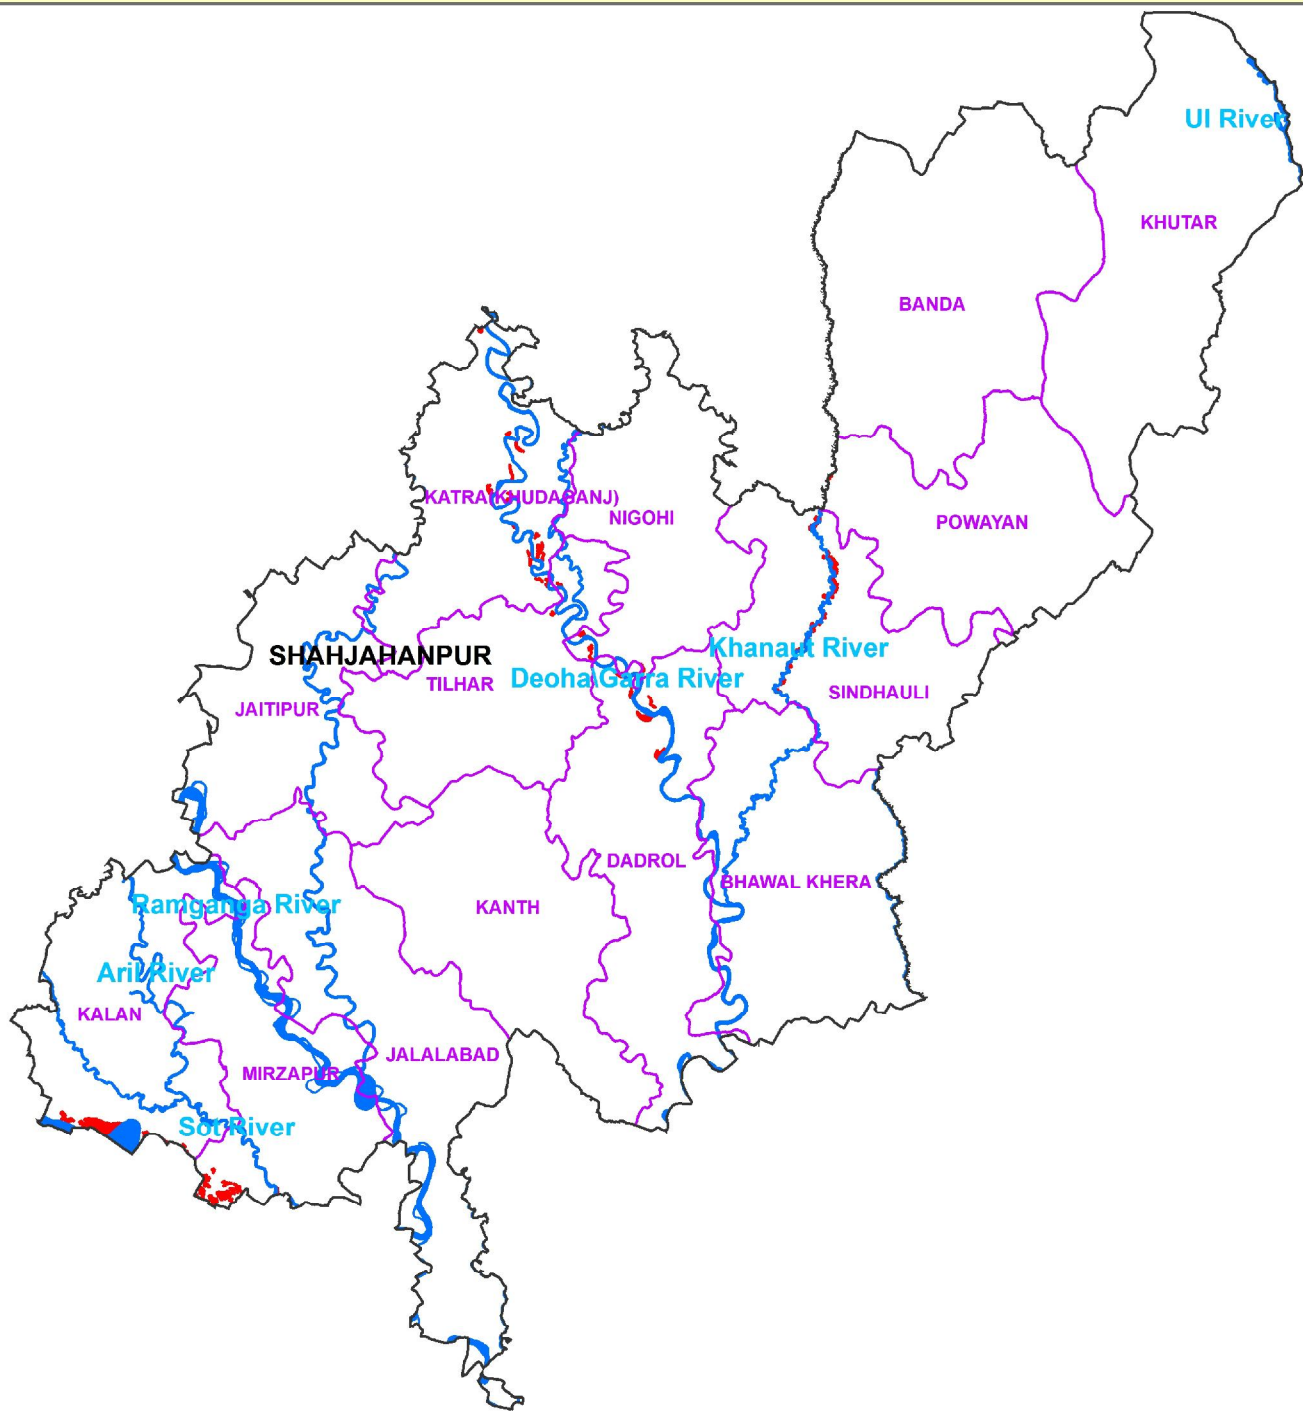 Ul River
KHUTAR
BANDA
KATRA(KHUDAGANJ)
NIGOHI
POWAYAN
SHAHJAHANPUR
Khanaut River
TILHAR
Deoha\Garra River
SINDHAULI
JAITIPUR
DADROL
BHAWAL KHERA
Ramganga River
KANTH
Aril River
KALAN
JALALABAD
MIRZAPUR
Sot River